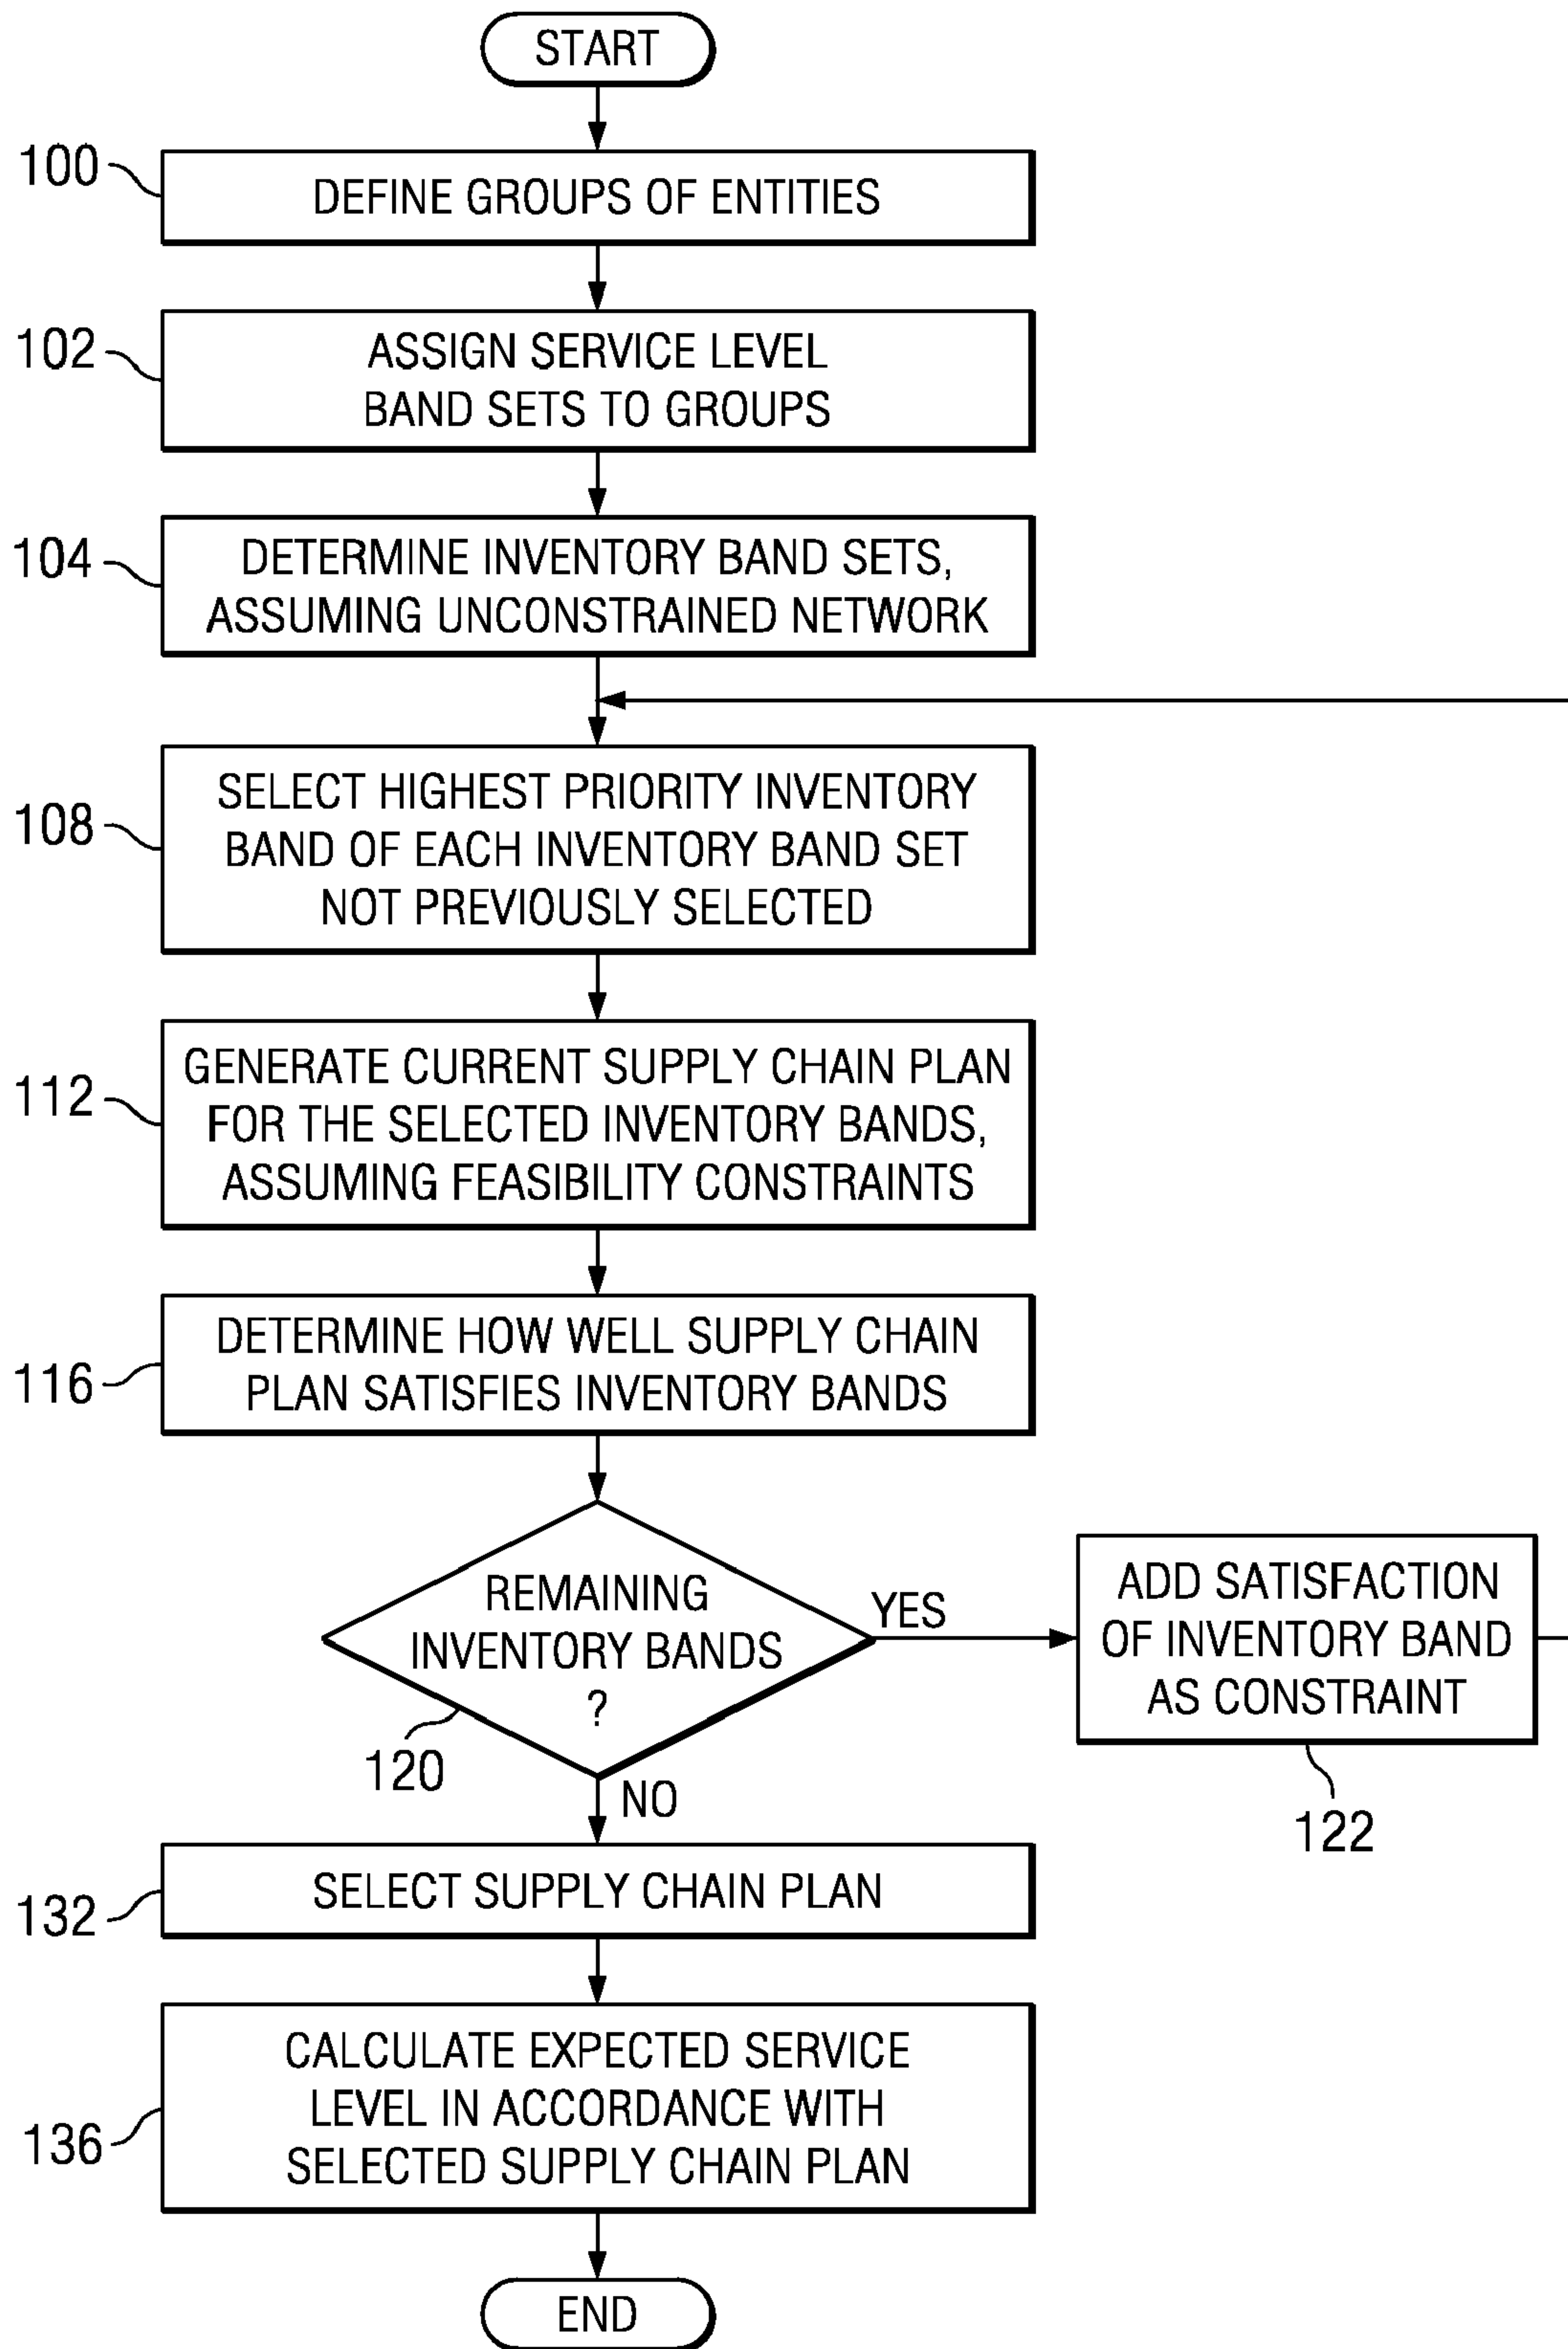 START
100
DEFINE GROUPS OF ENTITIES
102
ASSIGN SERVICE LEVEL
BAND SETS TO GROUPS
104
DETERMINE INVENTORY BAND SETS,
ASSUMING UNCONSTRAINED NETWORK
108
SELECT HIGHEST PRIORITY INVENTORY
BAND OF EACH INVENTORY BAND SET
NOT PREVIOUSLY SELECTED
112
GENERATE CURRENT SUPPLY CHAIN PLAN
FOR THE SELECTED INVENTORY BANDS,
ASSUMING FEASIBILITY CONSTRAINTS
116
DETERMINE HOW WELL SUPPLY CHAIN
PLAN SATISFIES INVENTORY BANDS
REMAINING
INVENTORY BANDS
?
120
YES
ADD SATISFACTION
OF INVENTORY BAND
AS CONSTRAINT
122
NO
132
SELECT SUPPLY CHAIN PLAN
136
CALCULATE EXPECTED SERVICE
LEVEL IN ACCORDANCE WITH
SELECTED SUPPLY CHAIN PLAN
END